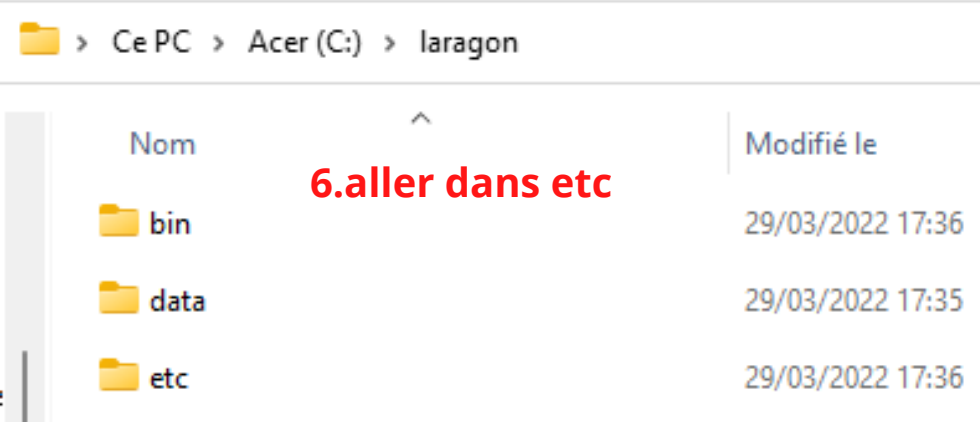 Ce PC > Acer (C:) > laragon
Nom Modifié le
6.aller dans etc
bin 29/03/2022 17:36
data 29/03/2022 17:35
etc 29/03/2022 17:36